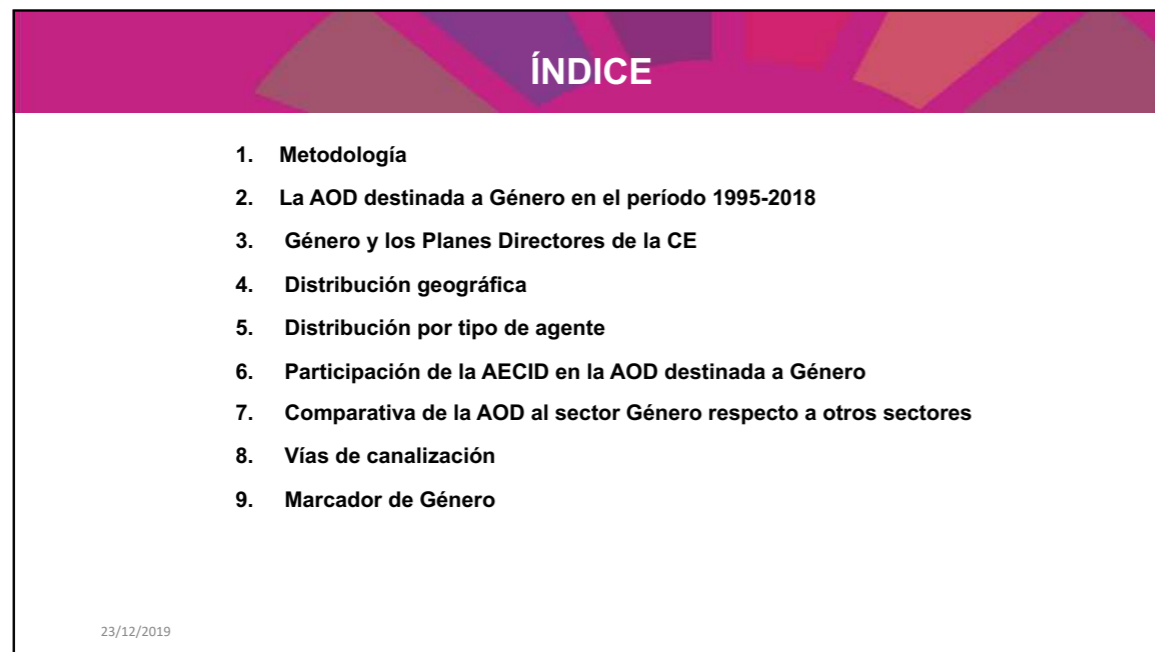 ÍNDICE
1. Metodología
2. La AOD destinada a Género en el período 1995-2018
3. Género y los Planes Directores de la CE
4. Distribución geográfica
5. Distribución por tipo de agente
6. Participación de la AECID en la AOD destinada a Género
7. Comparativa de la AOD al sector Género respecto a otros sectores
8. Vías de canalización
9. Marcador de Género
23/12/2019